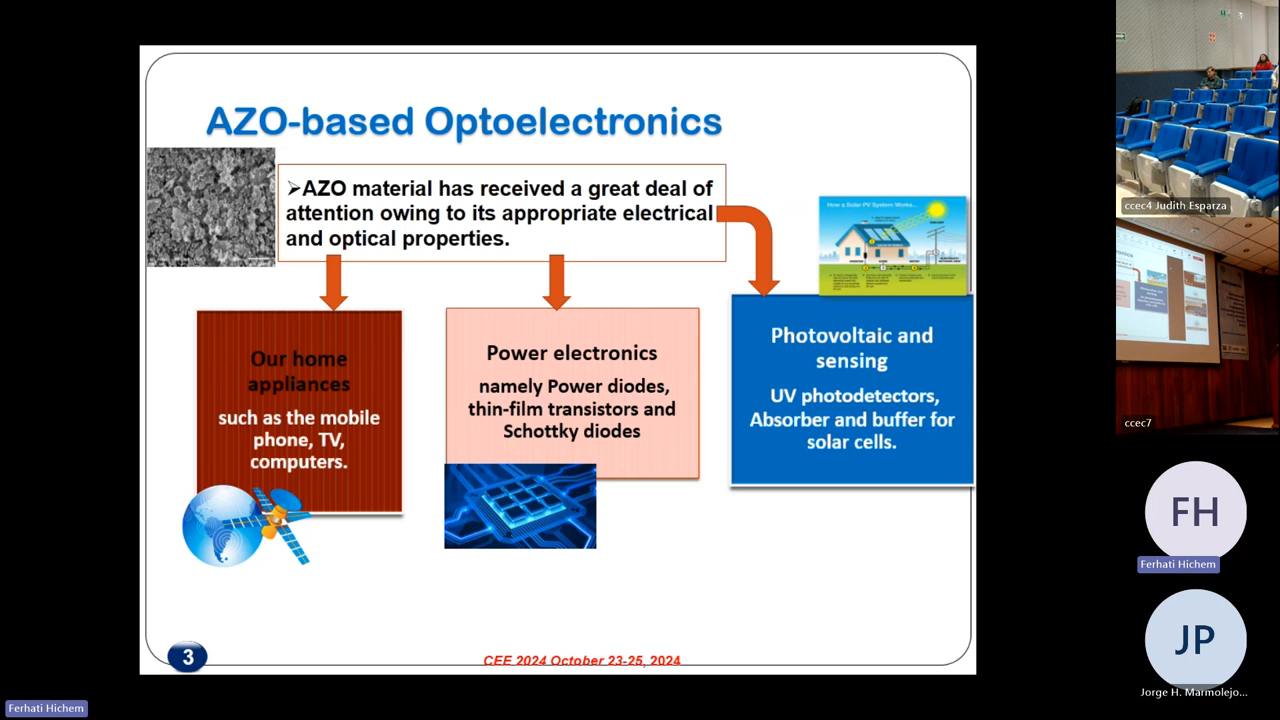 AZO-based Optoelectronics
➢AZO material has received a great deal of
attention owing to its appropriate electrical
and optical properties.
How a Solar PV System Works...
Our home
appliances
such as the mobile
phone, TV,
computers.
Power electronics
namely Power diodes,
thin-film transistors and
Schottky diodes
Photovoltaic and
sensing
UV photodetectors,
Absorber and buffer for
solar cells.
3
CEE 2024 October 23-25, 2024
Ferhati Hichem
ccec4 Judith Esparza
ccec7
FH
Ferhati Hichem
JP
Jorge H. Marmolejo...